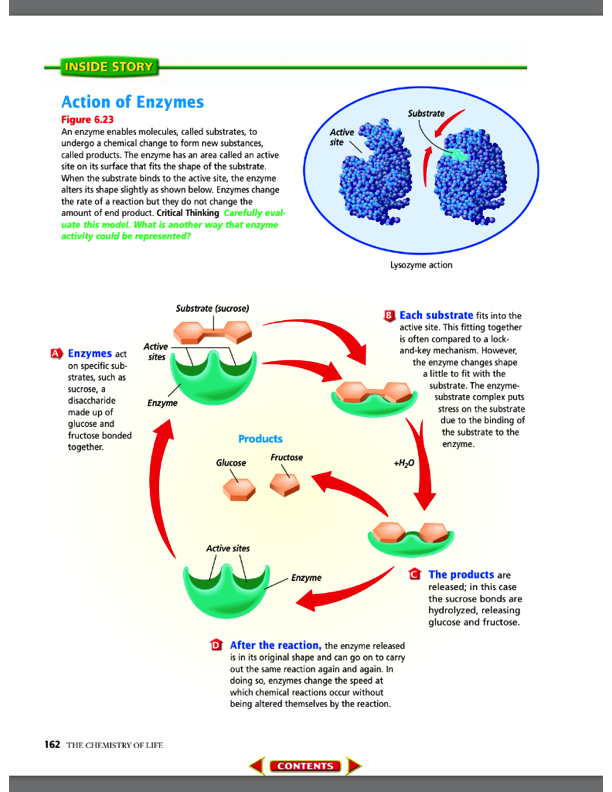 INSIDE STORY
Action of Enzymes
Figure 6.23
An enzyme enables molecules, called substrates, to
undergo a chemical change to form new substances,
called products. The enzyme has an area called an active
site on its surface that fits the shape of the substrate.
When the substrate binds to the active site, the enzyme
alters its shape slightly as shown below. Enzymes change
the rate of a reaction but they do not change the
amount of end product. Critical Thinking Carefully eval-
uate this model. What is another way that enzyme
activity could be represented?
Substrate
Active
site
Lysozyme action
Substrate (sucrose)
Active
sites
Enzyme
A Enzymes act
on specific sub-
strates, such as
sucrose, a
disaccharide
made up of
glucose and
fructose bonded
together.
B Each substrate fits into the
active site. This fitting together
is often compared to a lock-
and-key mechanism. However,
the enzyme changes shape
a little to fit with the
substrate. The enzyme-
substrate complex puts
stress on the substrate
due to the binding of
the substrate to the
enzyme.
Products
Glucose
Fructose
+H₂O
Active sites
Enzyme
C The products are
released; in this case
the sucrose bonds are
hydrolyzed, releasing
glucose and fructose.
D After the reaction, the enzyme released
is in its original shape and can go on to carry
out the same reaction again and again. In
doing so, enzymes change the speed at
which chemical reactions occur without
being altered themselves by the reaction.
162 THE CHEMISTRY OF LIFE
CONTENTS